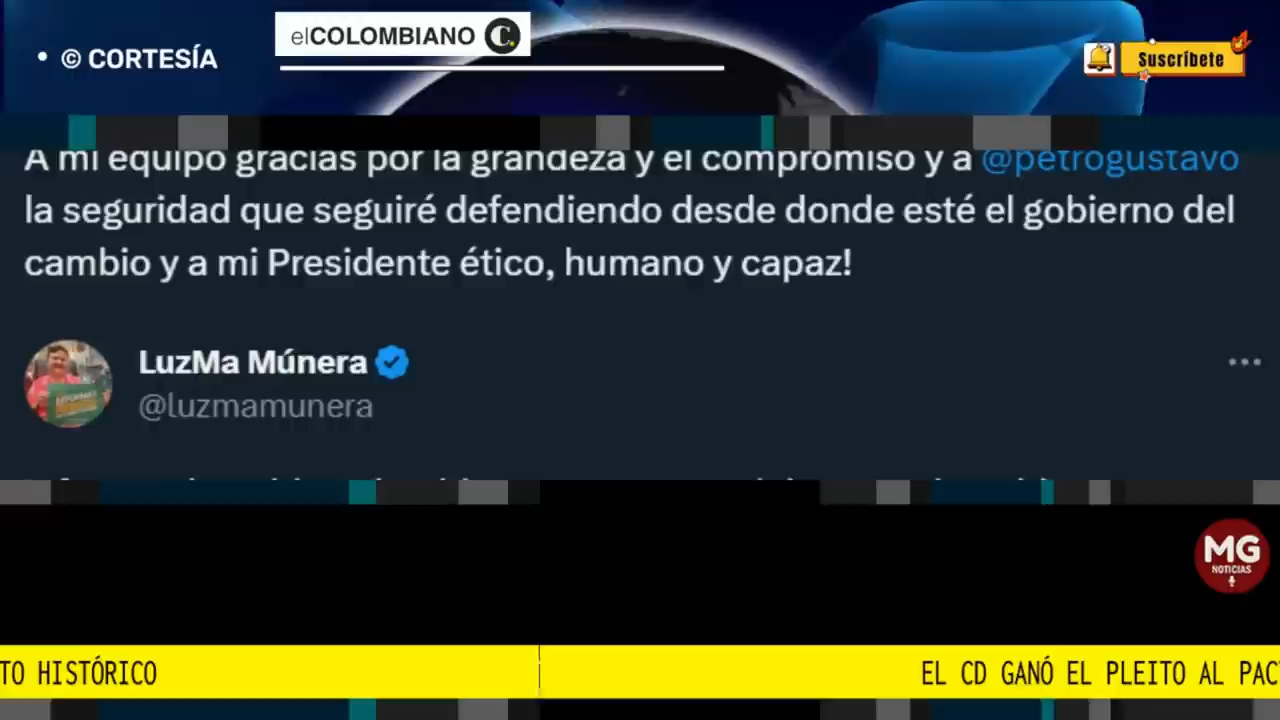 • © CORTESÍA
elCOLOMBIANO C.
Suscríbete
A mi equipo gracias por la grandeza y el compromiso y a @petrogustavo
la seguridad que seguiré defendiendo desde donde esté el gobierno del
cambio y a mi Presidente ético, humano y capaz!
LuzMa Múnera
@luzmamunera
MG
NOTICIAS
TO HISTÓRICO
EL CD GANÓ EL PLEITO AL PAC